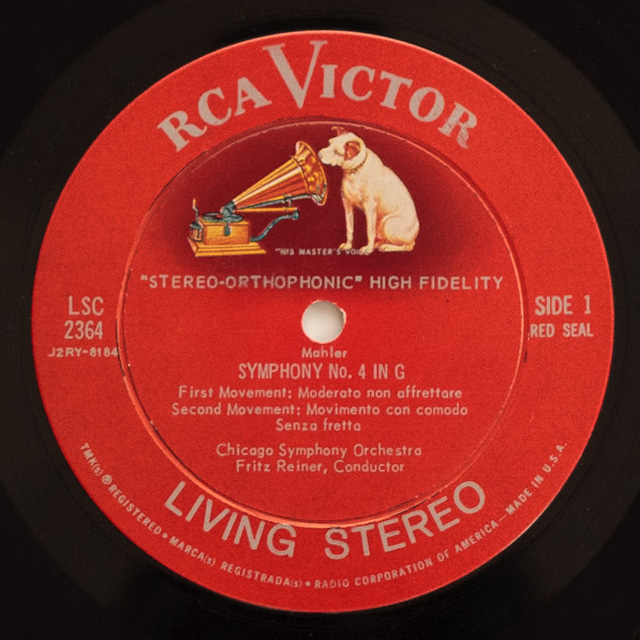 RCA VICTOR
"HIS MASTER'S VOICE"
"STEREO-ORTHOPHONIC" HIGH FIDELITY
LSC
2364
J2RY-8184
SIDE 1
RED SEAL
Mahler
SYMPHONY No. 4 IN G
First Movement: Moderato non affrettare
Second Movement: Movimento con comodo
Senza fretta
Chicago Symphony Orchestra
Fritz Reiner, Conductor
LIVING STEREO
TMK(s) ® REGISTERED • MARCA(s) REGISTRADA(s) • RADIO CORPORATION OF AMERICA—MADE IN U.S.A.